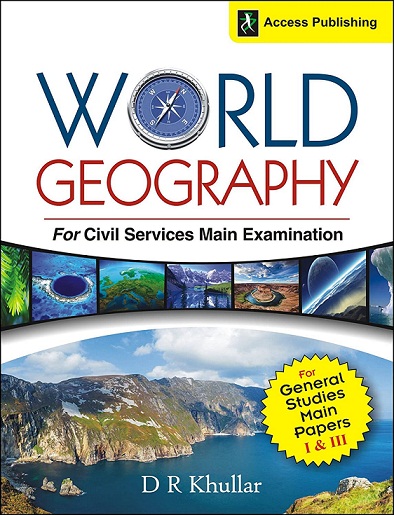 Access Publishing
WORLD
GEOGRAPHY
For Civil Services Main Examination
For
General
Studies
Main
Papers
I & III
D R Khullar